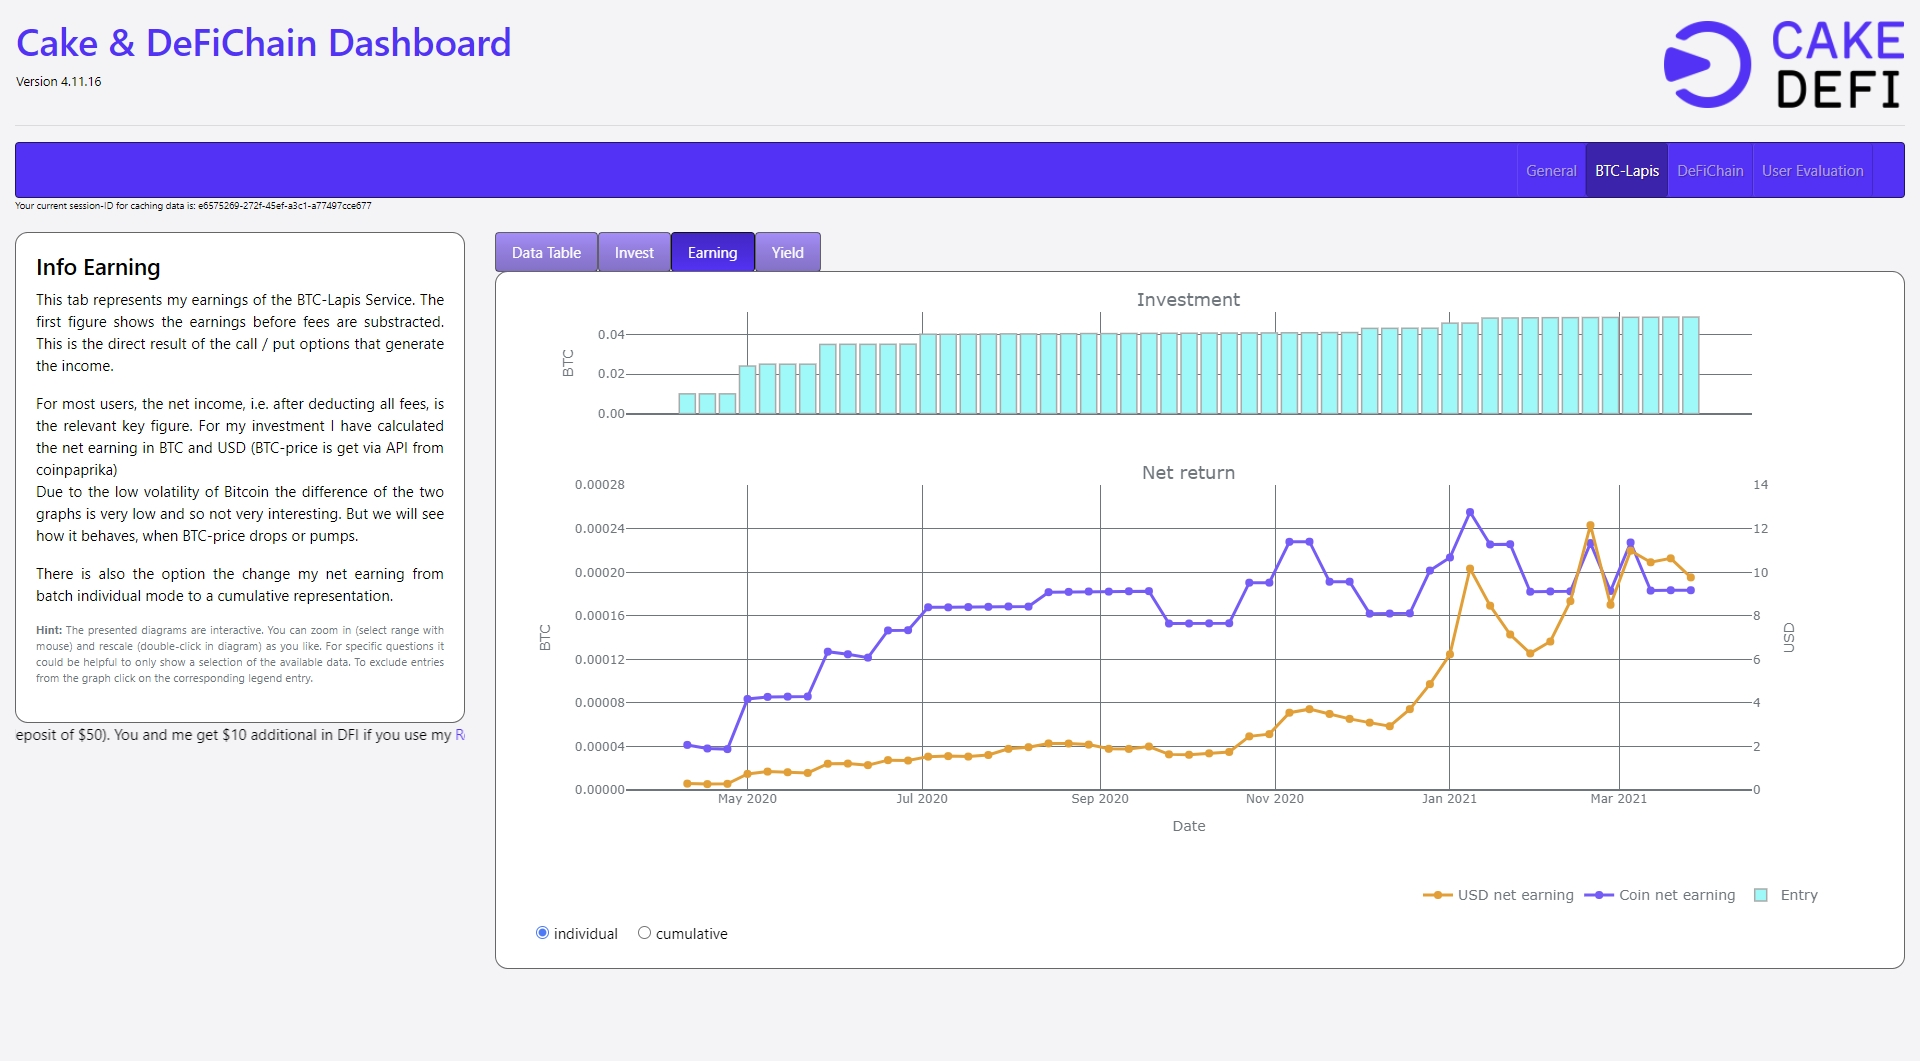 Cake & DeFiChain Dashboard
Version 4.11.16
CAKE
DEFI
General
BTC-Lapis
DeFiChain
User Evaluation
Your current session-ID for caching data is: e6575269-272f-45ef-a3c1-a77497cce677
Info Earning
This tab represents my earnings of the BTC-Lapis Service. The
first figure shows the earnings before fees are substracted.
This is the direct result of the call / put options that generate
the income.
For most users, the net income, i.e. after deducting all fees, is
the relevant key figure. For my investment I have calculated
the net earning in BTC and USD (BTC-price is get via API from
coinpaprika)
Due to the low volatility of Bitcoin the difference of the two
graphs is very low and so not very interesting. But we will see
how it behaves, when BTC-price drops or pumps.
There is also the option the change my net earning from
batch individual mode to a cumulative representation.
Hint: The presented diagrams are interactive. You can zoom in (select range with
mouse) and rescale (double-click in diagram) as you like. For specific questions it
could be helpful to only show a selection of the available data. To exclude entries
from the graph click on the corresponding legend entry.
eposit of $50). You and me get $10 additional in DFI if you use my
Data Table
Invest
Earning
Yield
Investment
BTC
0.04
0.02
0.00
Net return
BTC
0.00028
0.00024
0.00020
0.00016
0.00012
0.00008
0.00004
0.00000
14
12
10
8
6
4
2
0
USD
May 2020
Jul 2020
Sep 2020
Nov 2020
Jan 2021
Mar 2021
Date
USD net earning
Coin net earning
Entry
individual
cumulative